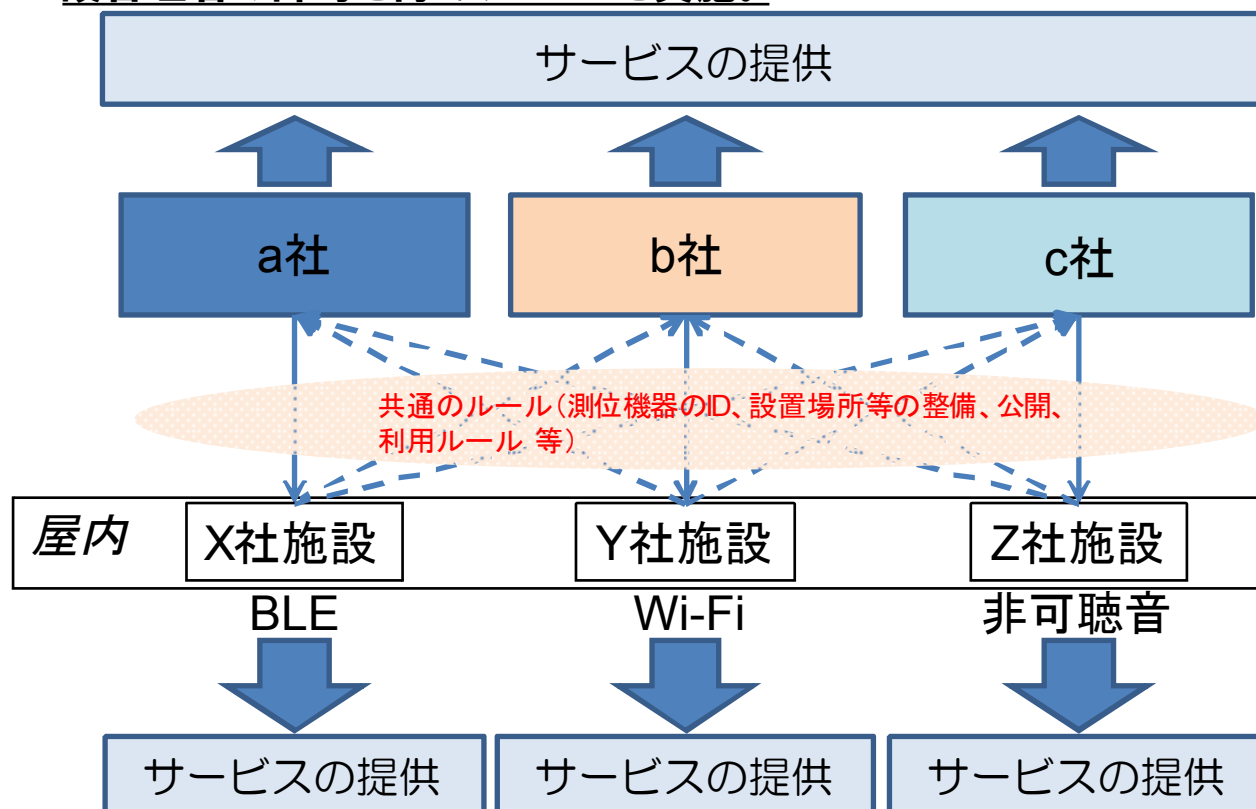 サービスの提供
a社
b社
c社
共通のルール（測位機器のID、設置場所等の整備、公開、
利用ルール 等）
屋内
X社施設
Y社施設
Z社施設
BLE
Wi-Fi
非可聴音
サービスの提供
サービスの提供
サービスの提供